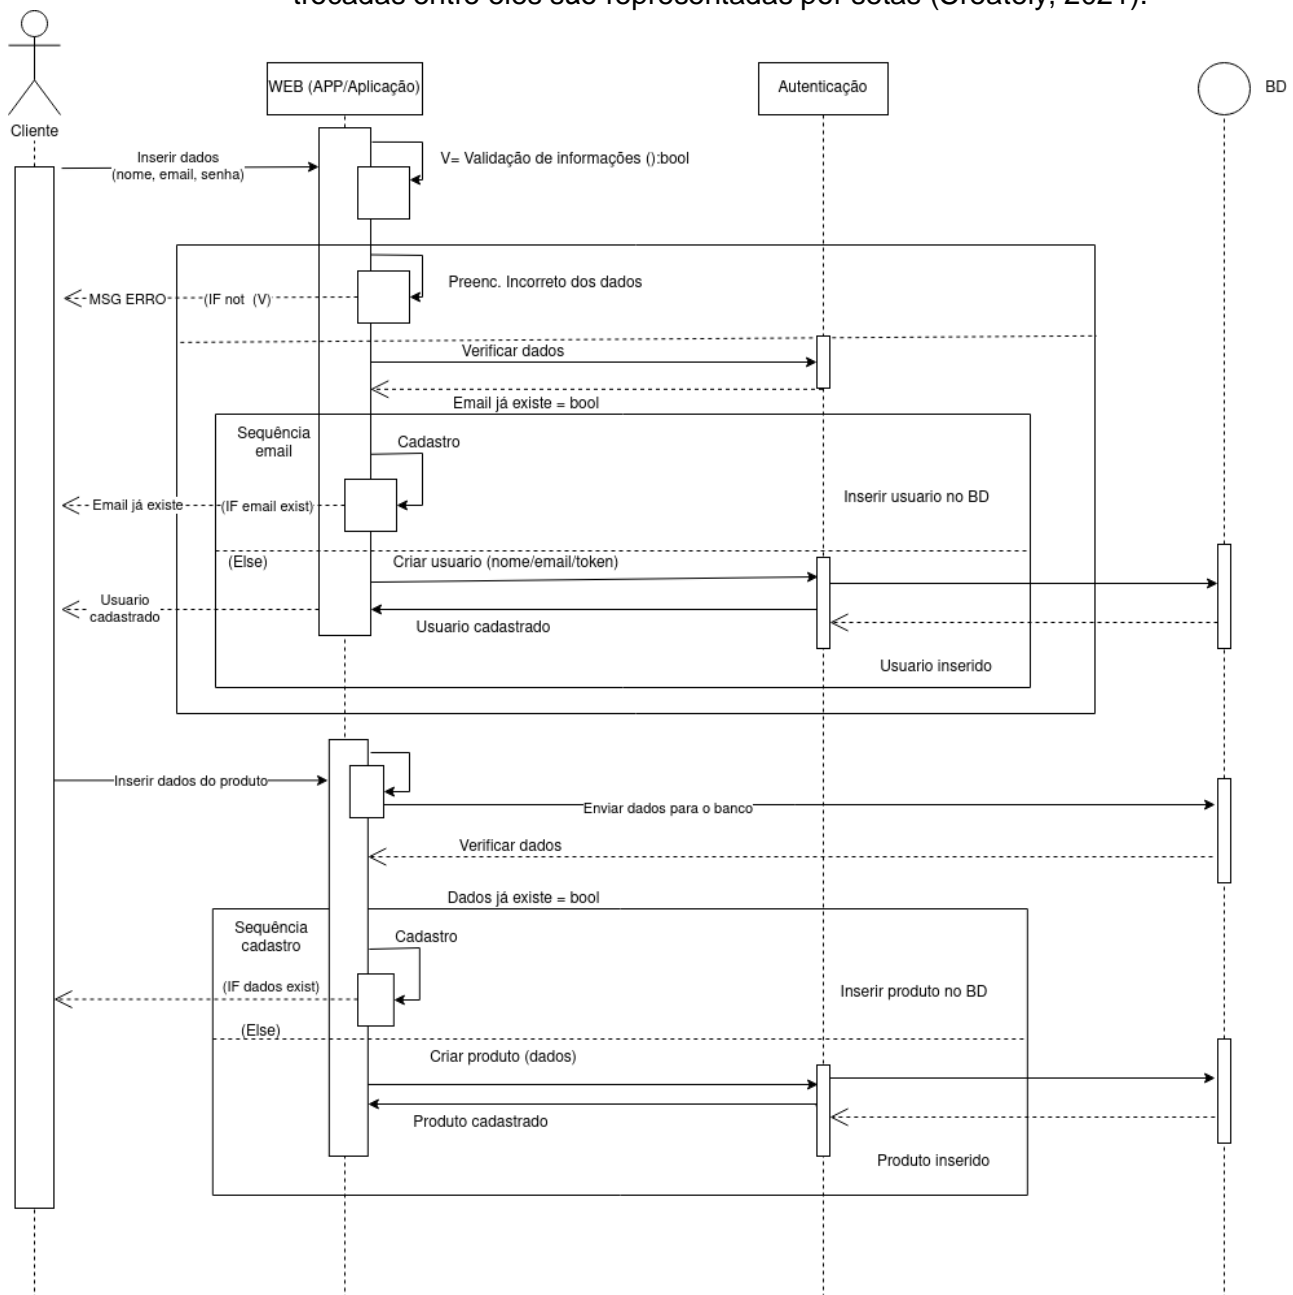 trocadas entre eles são representadas por setas (Creately, 2021).
WEB (APP/Aplicação)
Autenticação
BD
Cliente
Inserir dados
(nome, email, senha)
V= Validação de informações ():bool
Preenc. Incorreto dos dados
MSG ERRO
(IF not (V)
Verificar dados
Email já existe = bool
Sequência
email
Cadastro
Inserir usuario no BD
Email já existe
(IF email exist)
(Else)
Criar usuario (nome/email/token)
Usuario
cadastrado
Usuario cadastrado
Usuario inserido
Inserir dados do produto
Enviar dados para o banco
Verificar dados
Dados já existe = bool
Sequência
cadastro
Cadastro
(IF dados exist)
Inserir produto no BD
(Else)
Criar produto (dados)
Produto cadastrado
Produto inserido